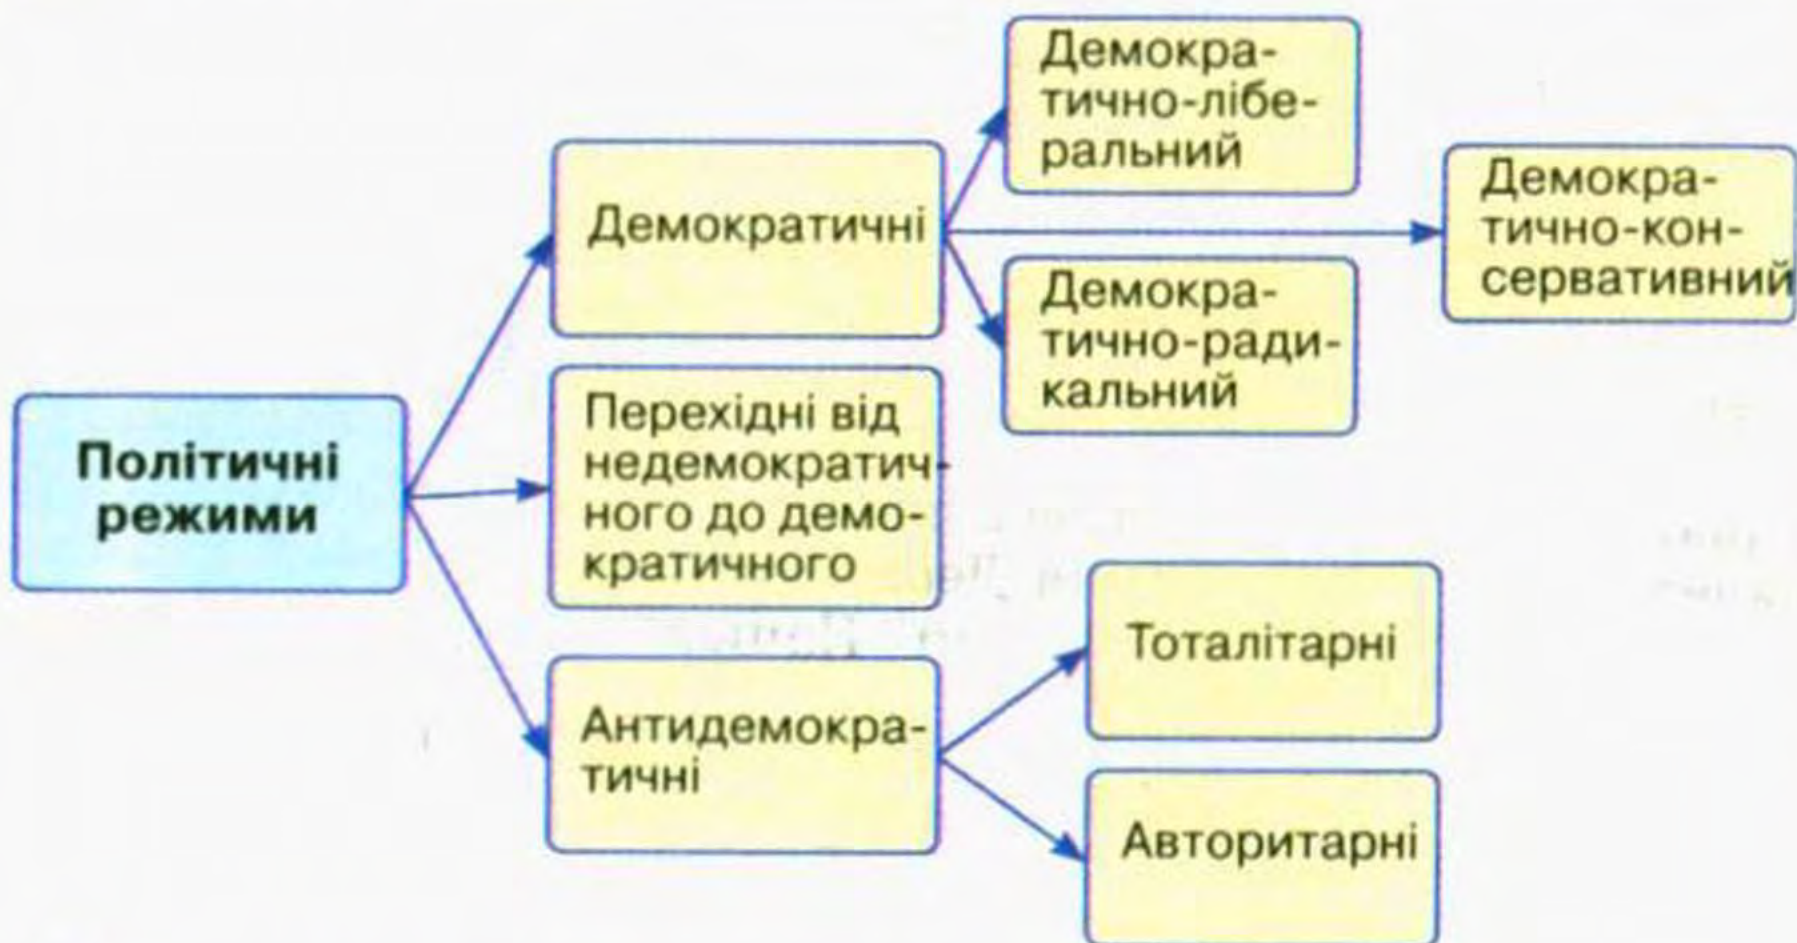 Політичні
режими
Демократичні
Перехідні від
недемократич-
ного до демо-
кратичного
Антидемокра-
тичні
Демокра-
тично-лібе-
ральний
Демокра-
тично-ради-
кальний
Демокра-
тично-кон-
сервативний
Тоталітарні
Авторитарні